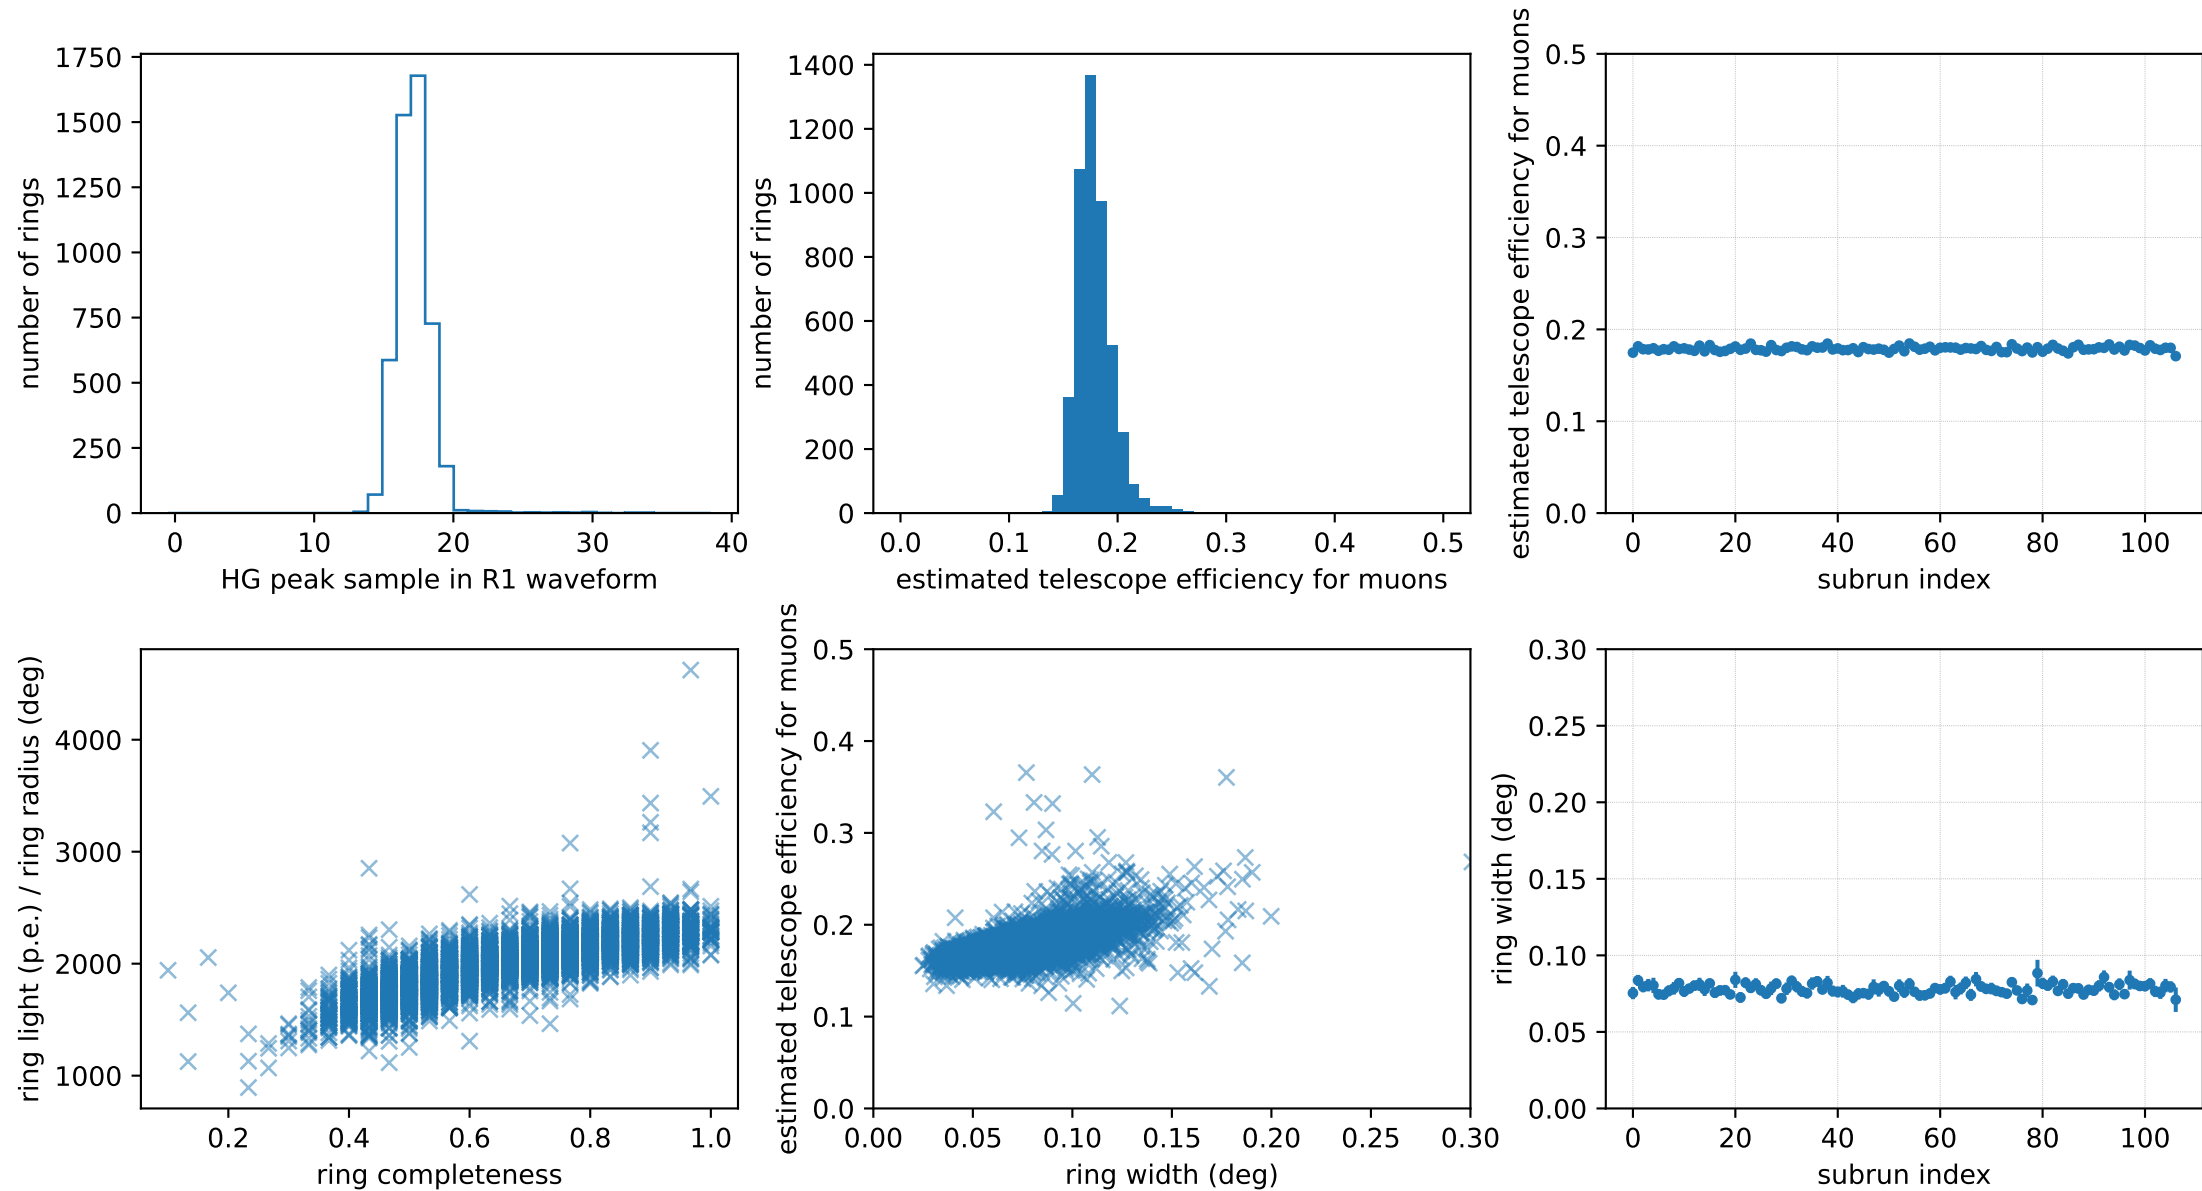 1750
1500
1250
1000
750
500
250
0
number of rings
0 10 20 30 40
HG peak sample in R1 waveform
1400
1200
1000
800
600
400
200
0
number of rings
0.0 0.1 0.2 0.3 0.4 0.5
estimated telescope efficiency for muons
0.5
0.4
0.3
0.2
0.1
0.0
estimated telescope efficiency for muons
0 20 40 60 80 100
subrun index
4000
3000
2000
1000
ring light (p.e.) / ring radius (deg)
0.2 0.4 0.6 0.8 1.0
ring completeness
0.5
0.4
0.3
0.2
0.1
0.0
estimated telescope efficiency for muons
0.00 0.05 0.10 0.15 0.20 0.25 0.30
ring width (deg)
0.30
0.25
0.20
0.15
0.10
0.05
0.00
ring width (deg)
0 20 40 60 80 100
subrun index